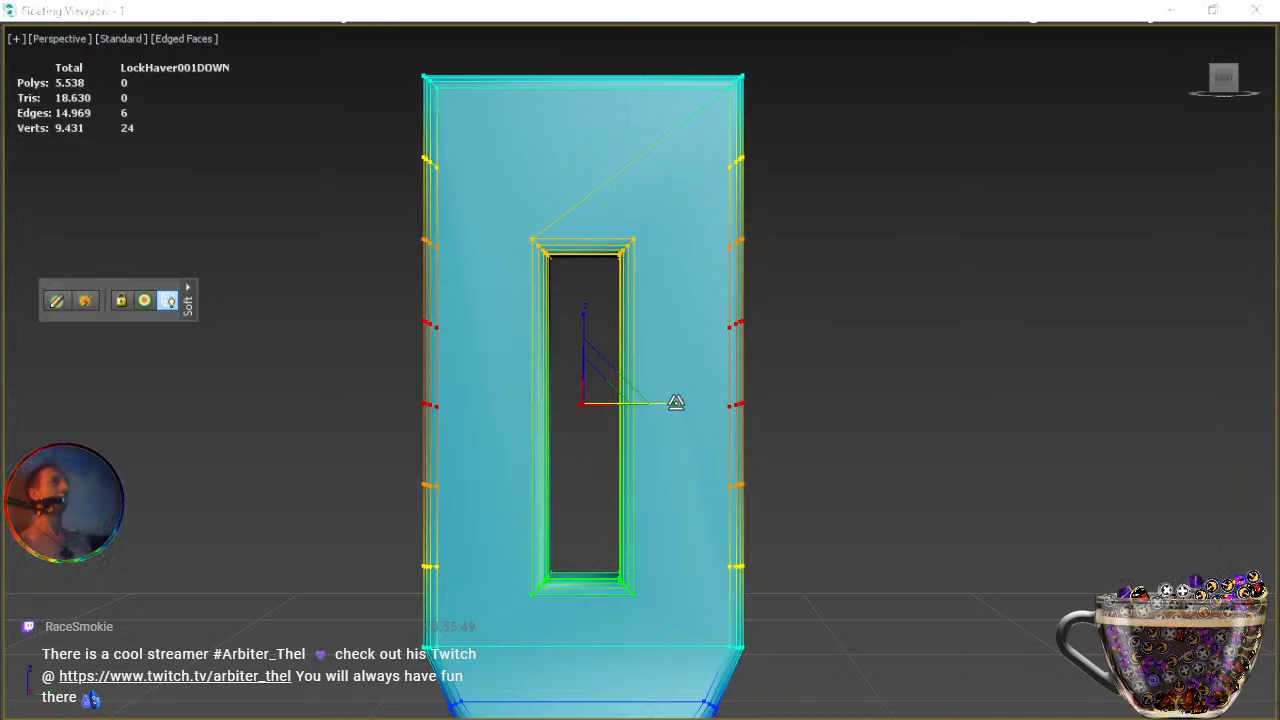 Floating Viewport - 1
[+] [Perspective] [Standard] [Edged Faces]
Total LockHaver001DOWN
Polys: 5.538 0
Tris: 18.630 0
Edges: 14.969 6
Verts: 9.431 24
Soft
z
RaceSmokie
There is a cool streamer #Arbiter_Thel 💜 check out his Twitch
@ https://www.twitch.tv/arbiter_thel You will always have fun
there